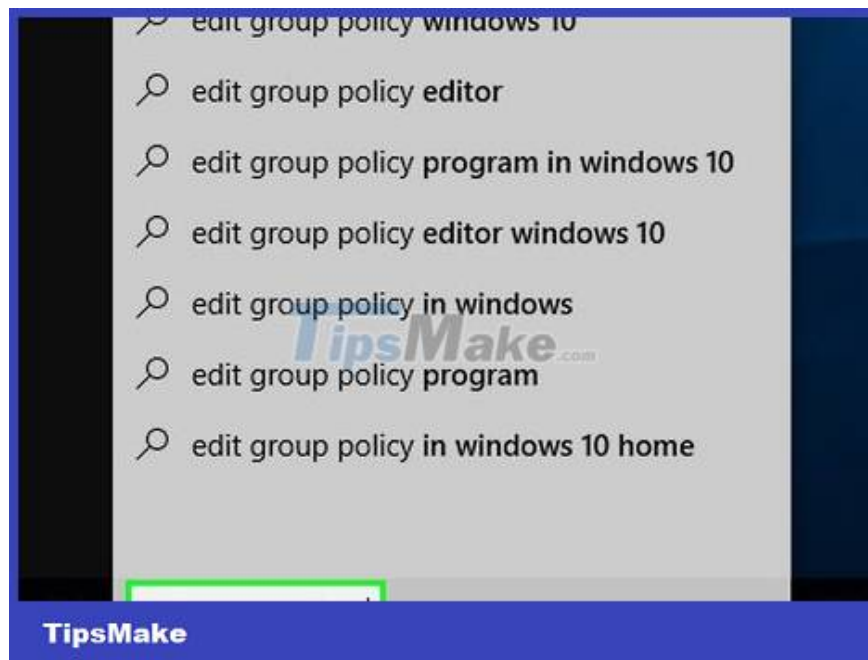 edit group policy windows 10
edit group policy editor
edit group policy program in windows 10
edit group policy editor windows 10
edit group policy in windows
TipsMake.com
edit group policy program
edit group policy in windows 10 home
TipsMake